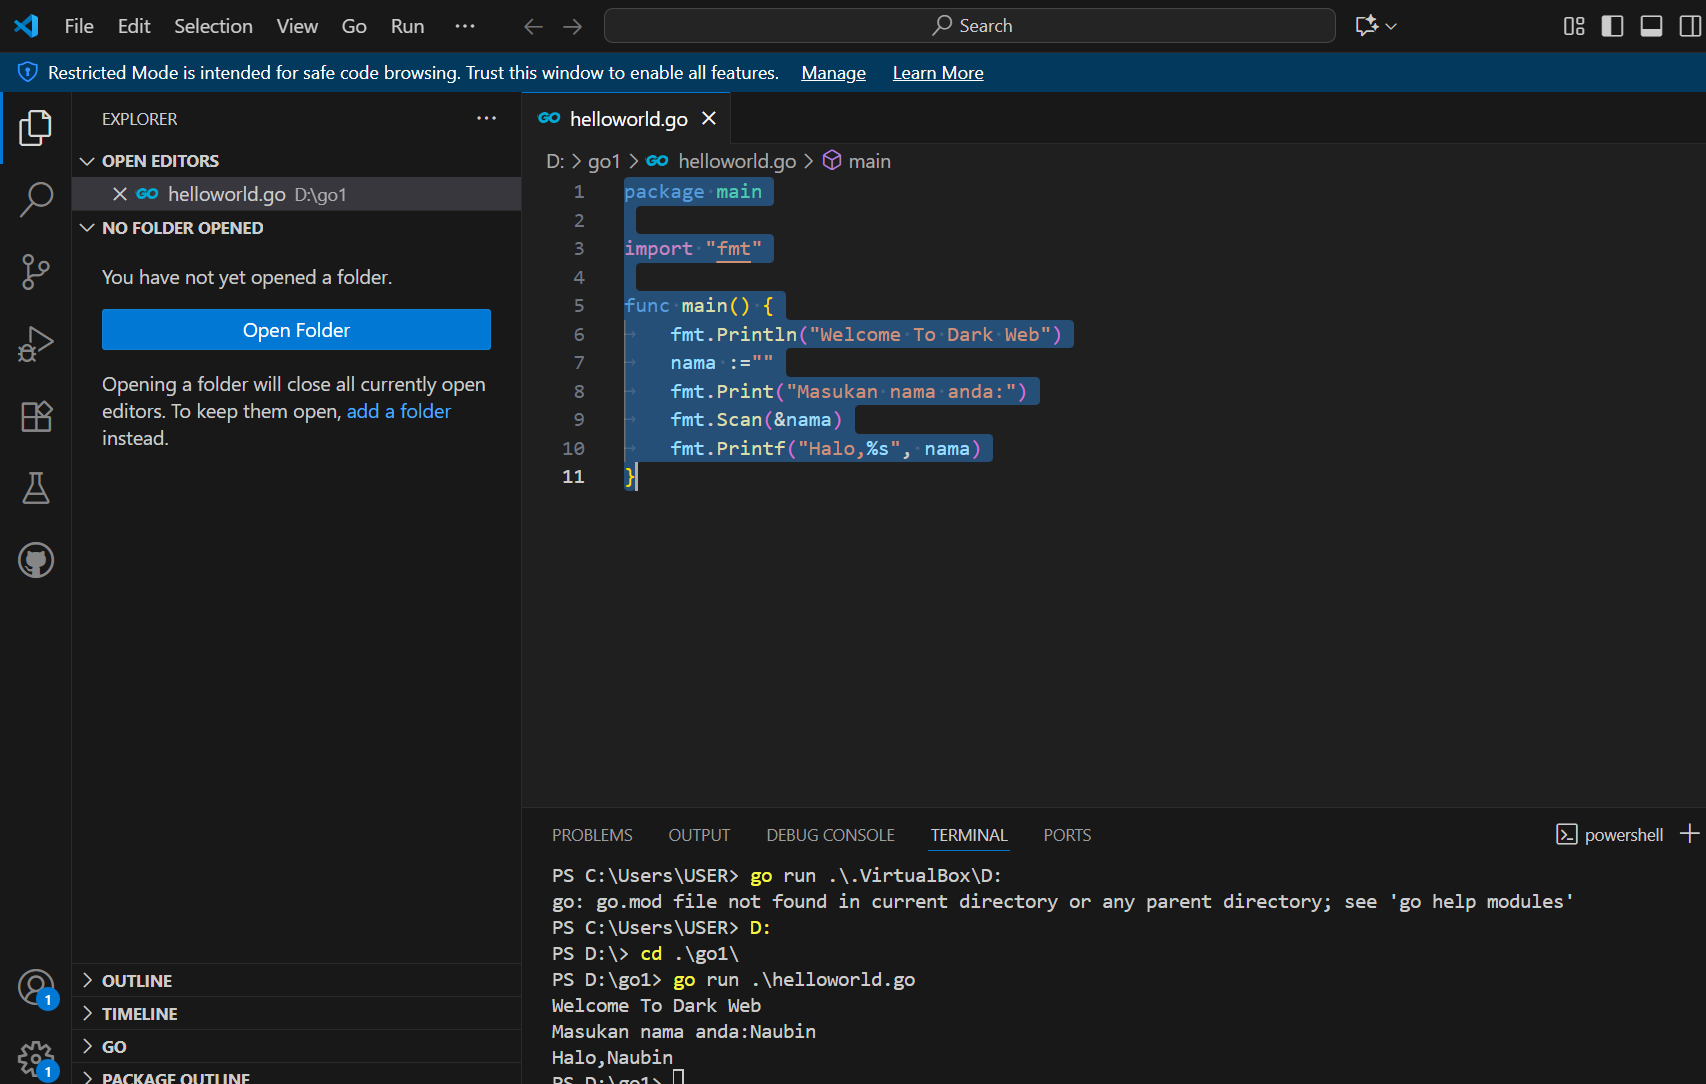 File Edit Selection View Go Run ··· Search
Restricted Mode is intended for safe code browsing. Trust this window to enable all features. Manage Learn More
EXPLORER ···
OPEN EDITORS
helloworld.go D:\go1
NO FOLDER OPENED
You have not yet opened a folder.
Open Folder
Opening a folder will close all currently open
editors. To keep them open, add a folder
instead.
OUTLINE
TIMELINE
GO
PACKAGE OUTLINE
1
1
GO helloworld.go
D: > go1 > GO helloworld.go > main
1 package main
2
3 import "fmt"
4
5 func main() {
6 fmt.Println("Welcome To Dark Web")
7 nama :=""
8 fmt.Print("Masukan nama anda:")
9 fmt.Scan(&nama)
10 fmt.Printf("Halo,%s", nama)
11 }
PROBLEMS OUTPUT DEBUG CONSOLE TERMINAL PORTS powershell
PS C:\Users\USER> go run .\.VirtualBox\D:
go: go.mod file not found in current directory or any parent directory; see 'go help modules'
PS C:\Users\USER> D:
PS D:\> cd .\go1\
PS D:\go1> go run .\helloworld.go
Welcome To Dark Web
Masukan nama anda:Naubin
Halo,Naubin
PS D:\go1>